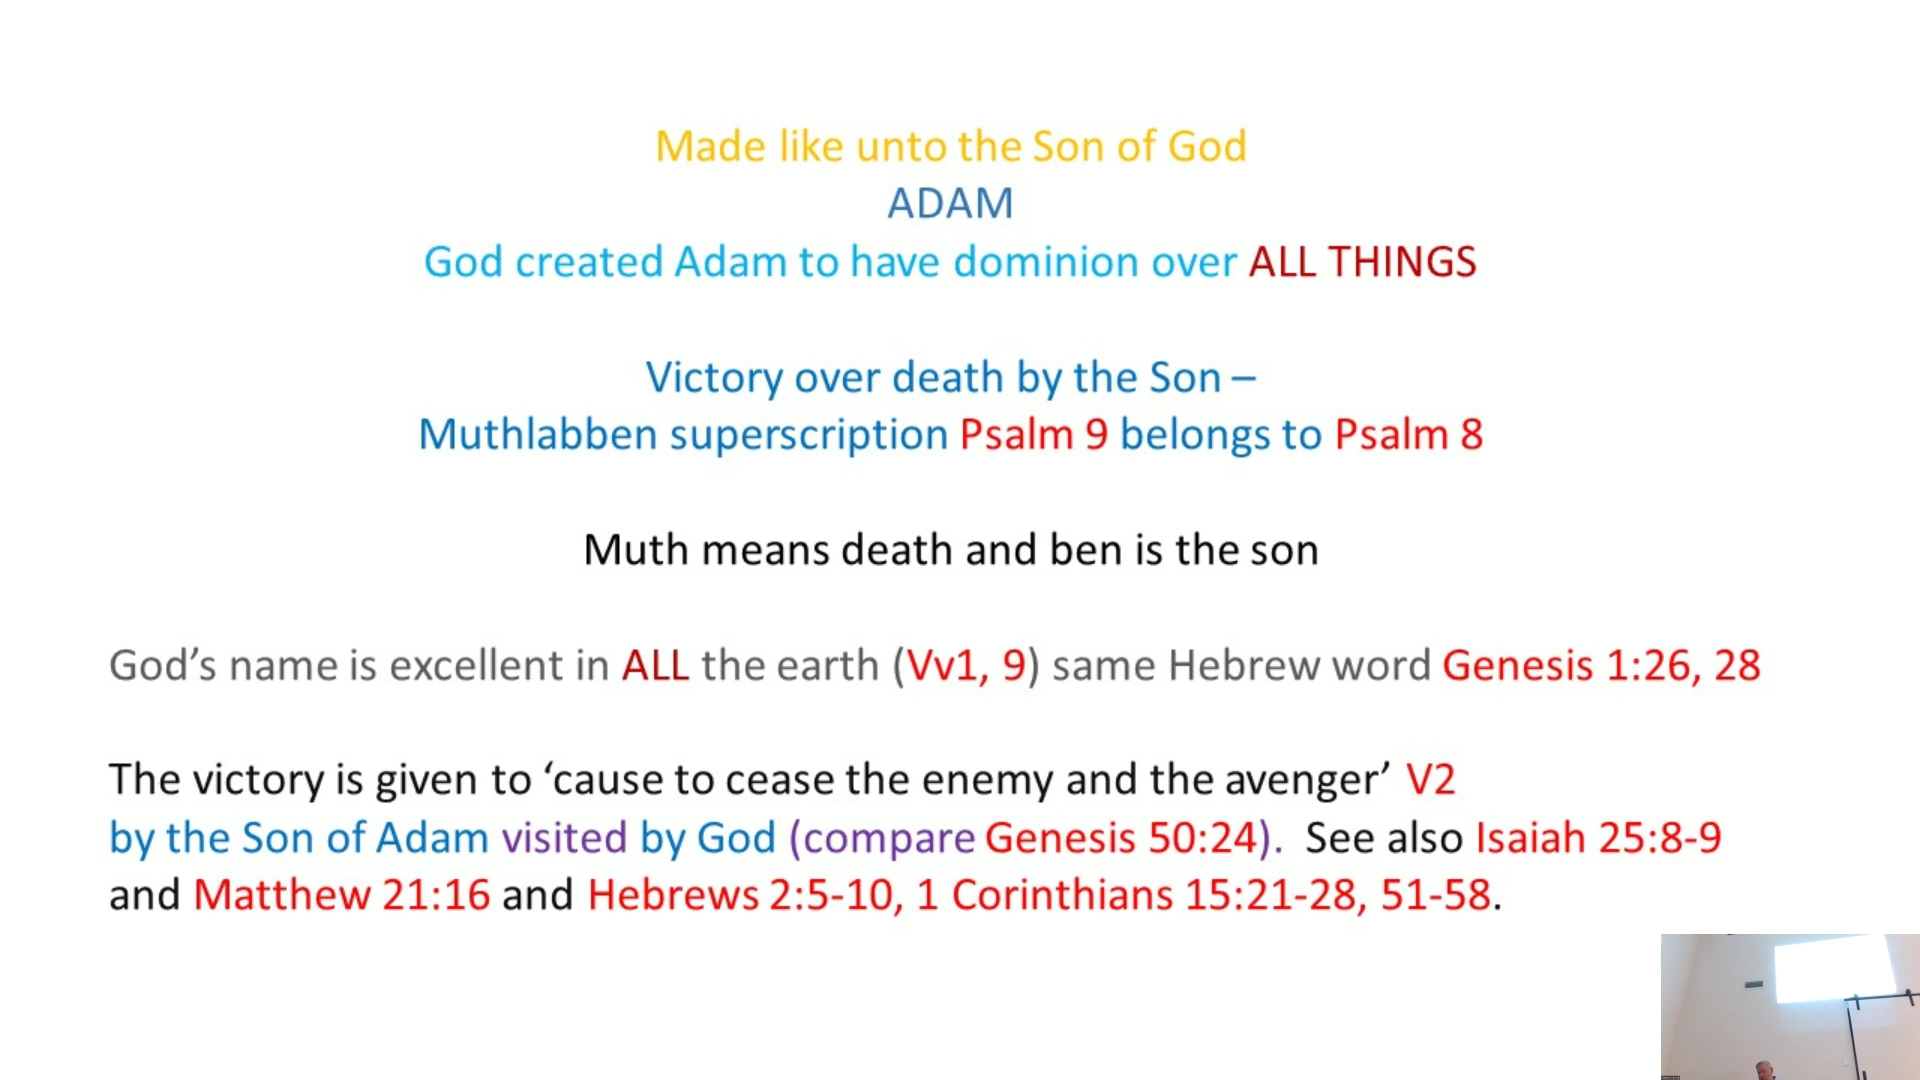 Made like unto the Son of God
ADAM
God created Adam to have dominion over ALL THINGS
Victory over death by the Son –
Muthlabben superscription Psalm 9 belongs to Psalm 8
Muth means death and ben is the son
God’s name is excellent in ALL the earth (Vv1, 9) same Hebrew word Genesis 1:26, 28
The victory is given to ‘cause to cease the enemy and the avenger’ V2
by the Son of Adam visited by God (compare Genesis 50:24).  See also Isaiah 25:8-9
and Matthew 21:16 and Hebrews 2:5-10, 1 Corinthians 15:21-28, 51-58.